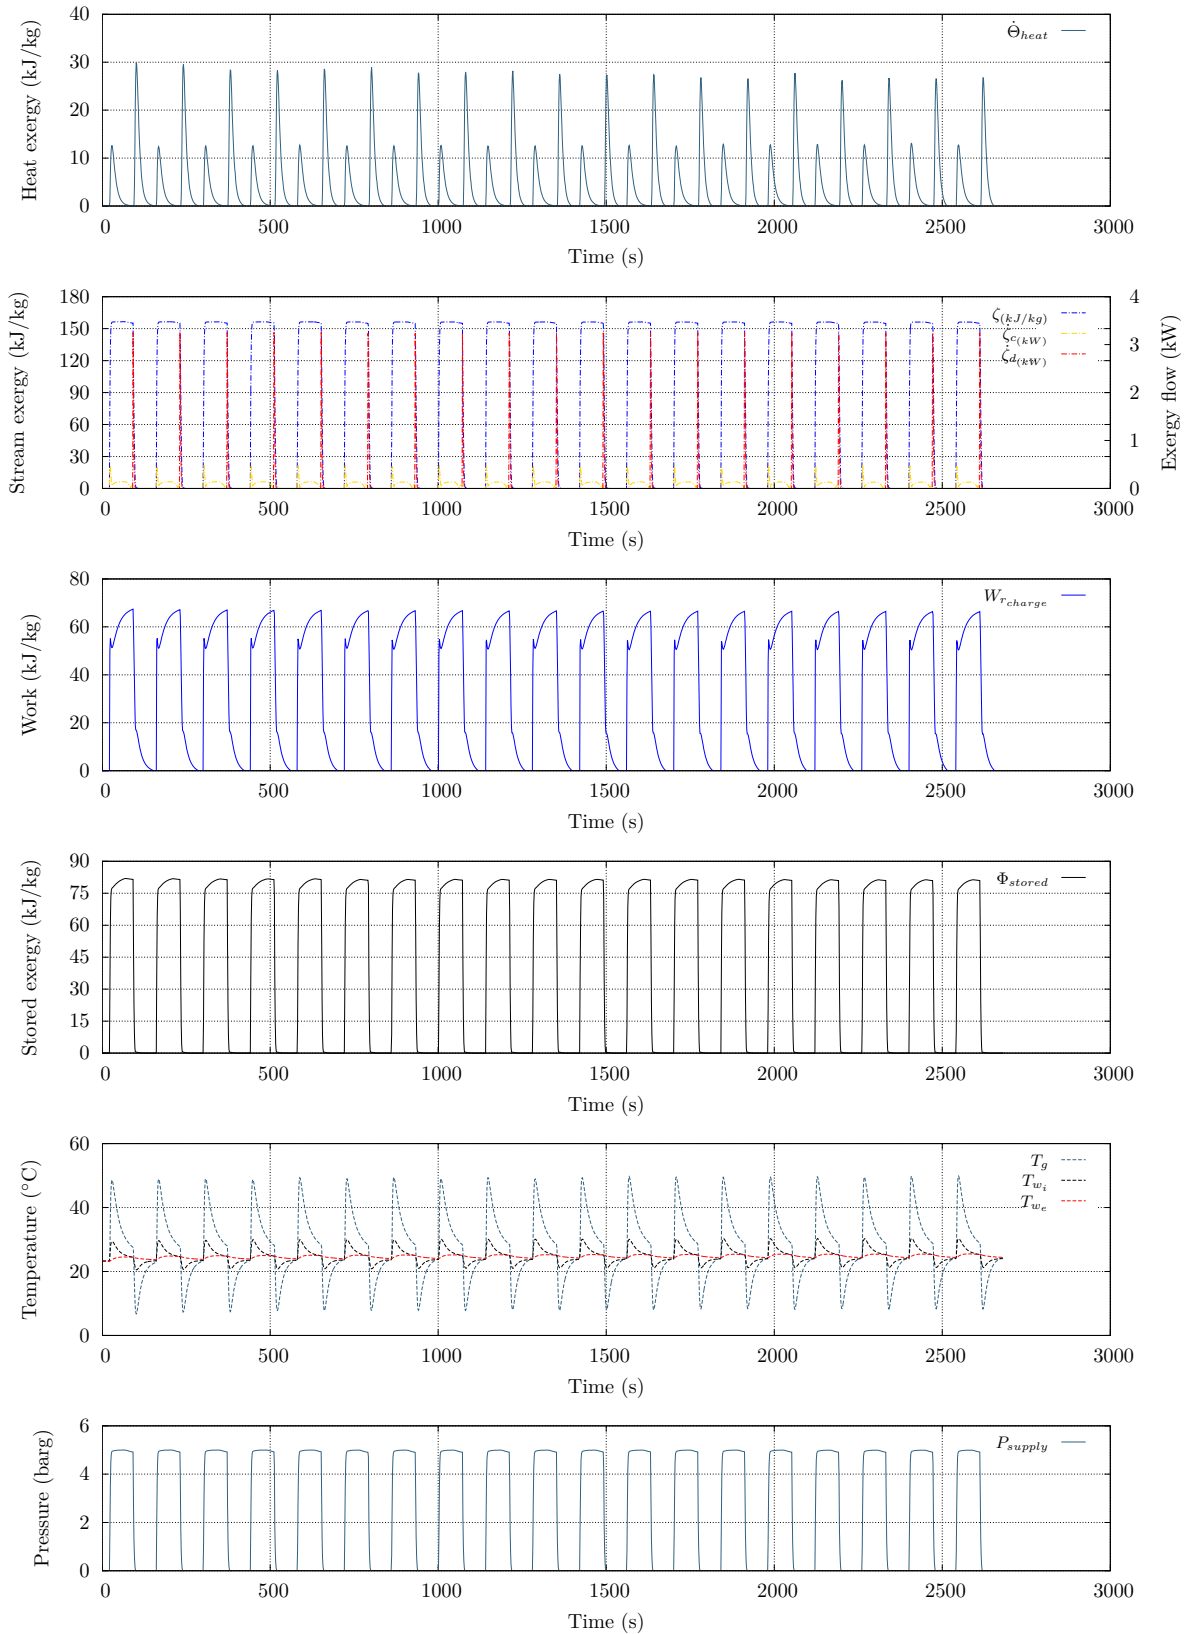 Heat exergy (kJ/kg)
40
30
20
10
0
0 500 1000 1500 2000 2500 3000
Time (s)
Θ̇heat
Stream exergy (kJ/kg)
180
150
120
90
60
30
0
0 500 1000 1500 2000 2500 3000
Time (s)
ζ(kJ/kg)
ζ̇c(kW)
ζ̇d(kW)
4
3
2
1
0
Exergy flow (kW)
Work (kJ/kg)
80
60
40
20
0
0 500 1000 1500 2000 2500 3000
Time (s)
Wrcharge
Stored exergy (kJ/kg)
90
75
60
45
30
15
0
0 500 1000 1500 2000 2500 3000
Time (s)
Φstored
Temperature (°C)
60
40
20
0
0 500 1000 1500 2000 2500 3000
Time (s)
Tg
Twi
Twe
Pressure (barg)
6
4
2
0
0 500 1000 1500 2000 2500 3000
Time (s)
Psupply